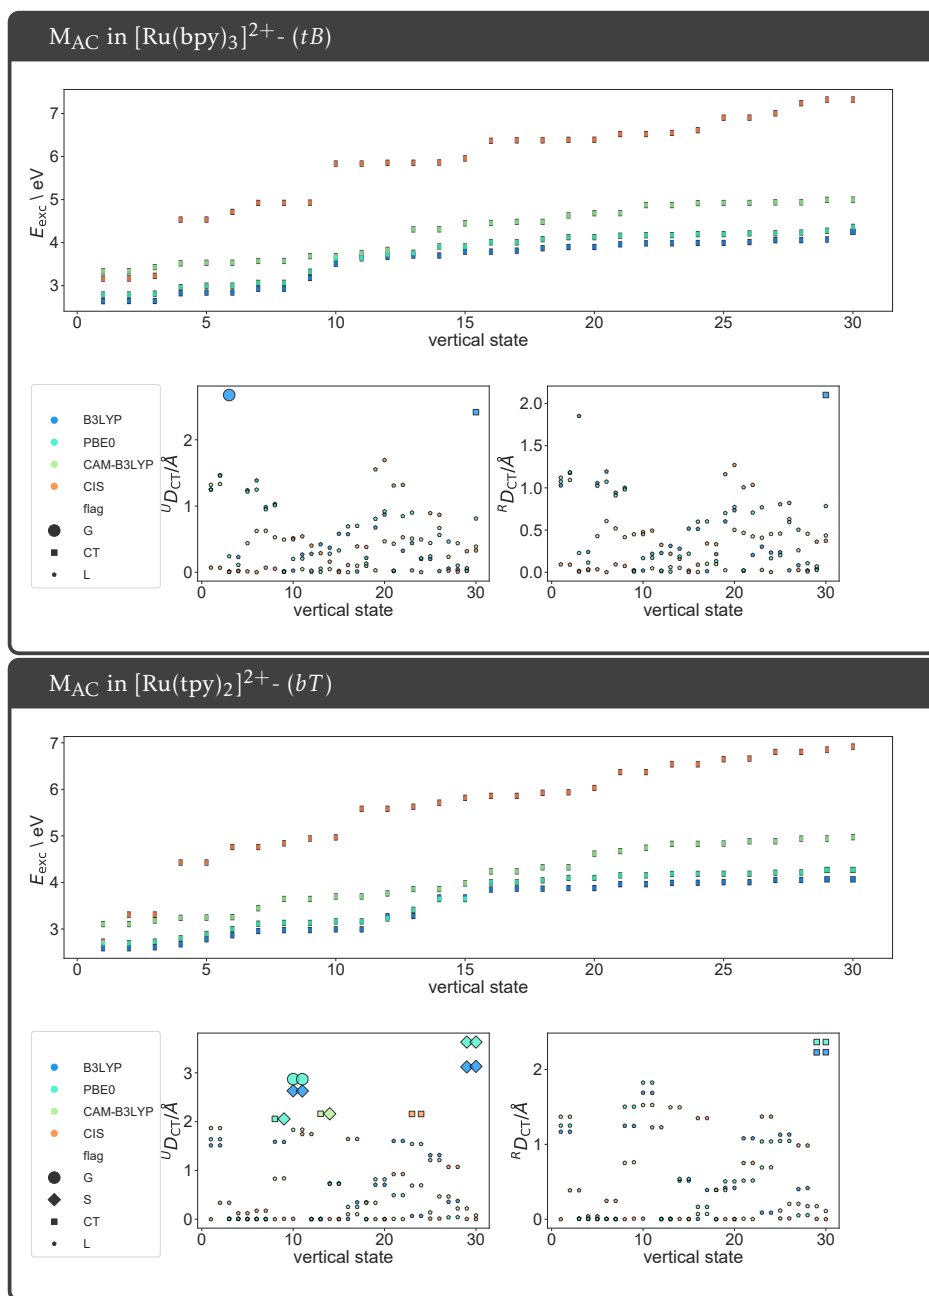 M_AC in [Ru(bpy)_3]^2+ - (tB)
7
6
5
4
3
E_exc \ eV
0 5 10 15 20 25 30
vertical state
B3LYP
PBE0
CAM-B3LYP
CIS
flag
G
CT
L
2
1
0
^U D_CT/Å
0 10 20 30
vertical state
2.0
1.5
1.0
0.5
0.0
^R D_CT/Å
0 10 20 30
vertical state
M_AC in [Ru(tpy)_2]^2+ - (bT)
7
6
5
4
3
E_exc \ eV
0 5 10 15 20 25 30
vertical state
B3LYP
PBE0
CAM-B3LYP
CIS
flag
G
S
CT
L
3
2
1
0
^U D_CT/Å
0 10 20 30
vertical state
2
1
0
^R D_CT/Å
0 10 20 30
vertical state